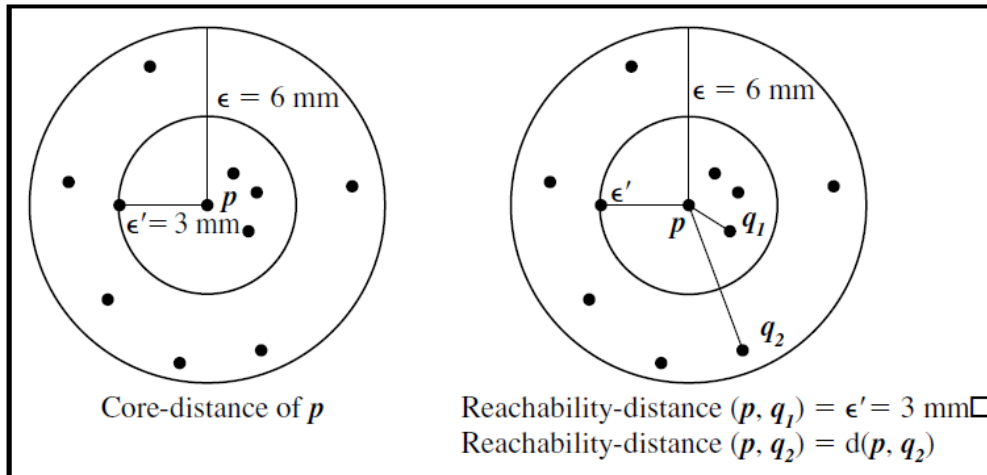 ϵ = 6 mm
p
ϵ′= 3 mm
Core-distance of p
ϵ = 6 mm
ϵ′
p
q₁
q₂
Reachability-distance (p, q₁) = ϵ′= 3 mm□
Reachability-distance (p, q₂) = d(p, q₂)